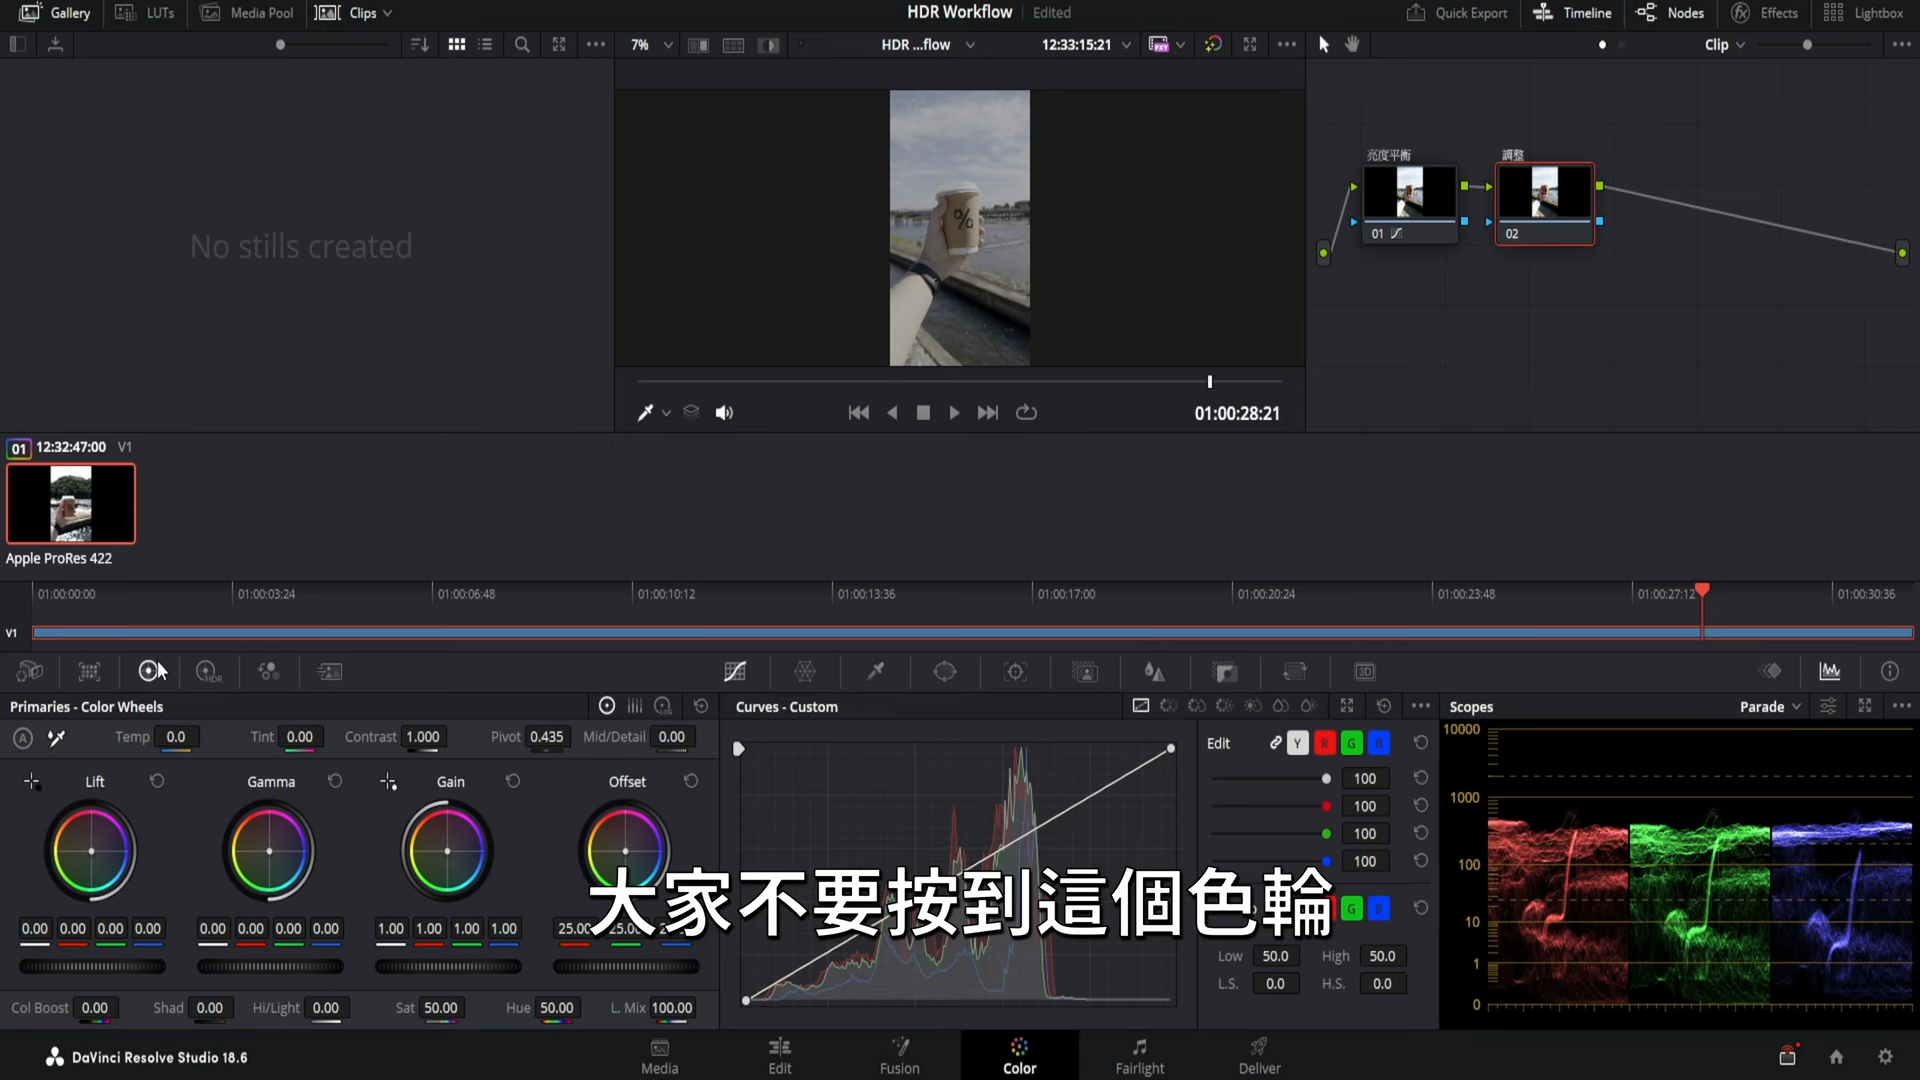 Gallery LUTs Media Pool Clips HDR Workflow Edited Quick Export Timeline Nodes Effects Lightbox
7% HDR ...flow 12:33:15:21 Clip
No stills created
亮度平衡 調整
%
01 02
01:00:28:21
01 12:32:47:00 V1
Apple ProRes 422
01:00:00:00 01:00:03:24 01:00:06:48 01:00:10:12 01:00:13:36 01:00:17:00 01:00:20:24 01:00:23:48 01:00:27:12 01:00:30:36
V1
HDR 3D
Primaries - Color Wheels Curves - Custom Scopes Parade
A Temp 0.0 Tint 0.00 Contrast 1.000 Pivot 0.435 Mid/Detail 0.00
Edit Y R G B
Lift Gamma Gain Offset
100
100
100
100
大家不要按到這個色輪
G B
0.00 0.00 0.00 0.00 0.00 0.00 0.00 0.00 1.00 1.00 1.00 1.00 25.00 25.00
Low 50.0 High 50.0
L.S. 0.0 H.S. 0.0
Col Boost 0.00 Shad 0.00 Hi/Light 0.00 Sat 50.00 Hue 50.00 L. Mix 100.00
10000
1000
100
10
1
0
DaVinci Resolve Studio 18.6 Media Edit Fusion Color Fairlight Deliver